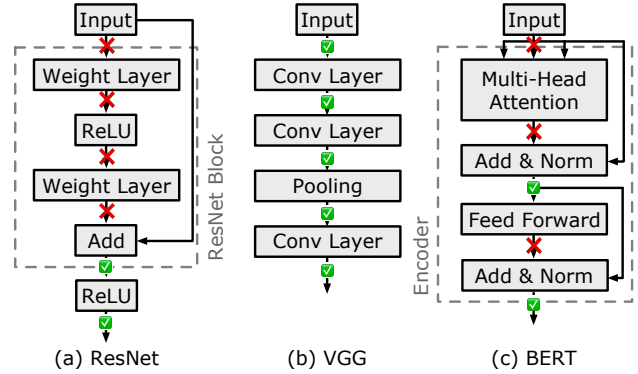 Input
Weight Layer
ReLU
Weight Layer
Add
ReLU
ResNet Block
(a) ResNet
Input
Conv Layer
Conv Layer
Pooling
Conv Layer
(b) VGG
Input
Multi-Head
Attention
Add & Norm
Feed Forward
Add & Norm
Encoder
(c) BERT